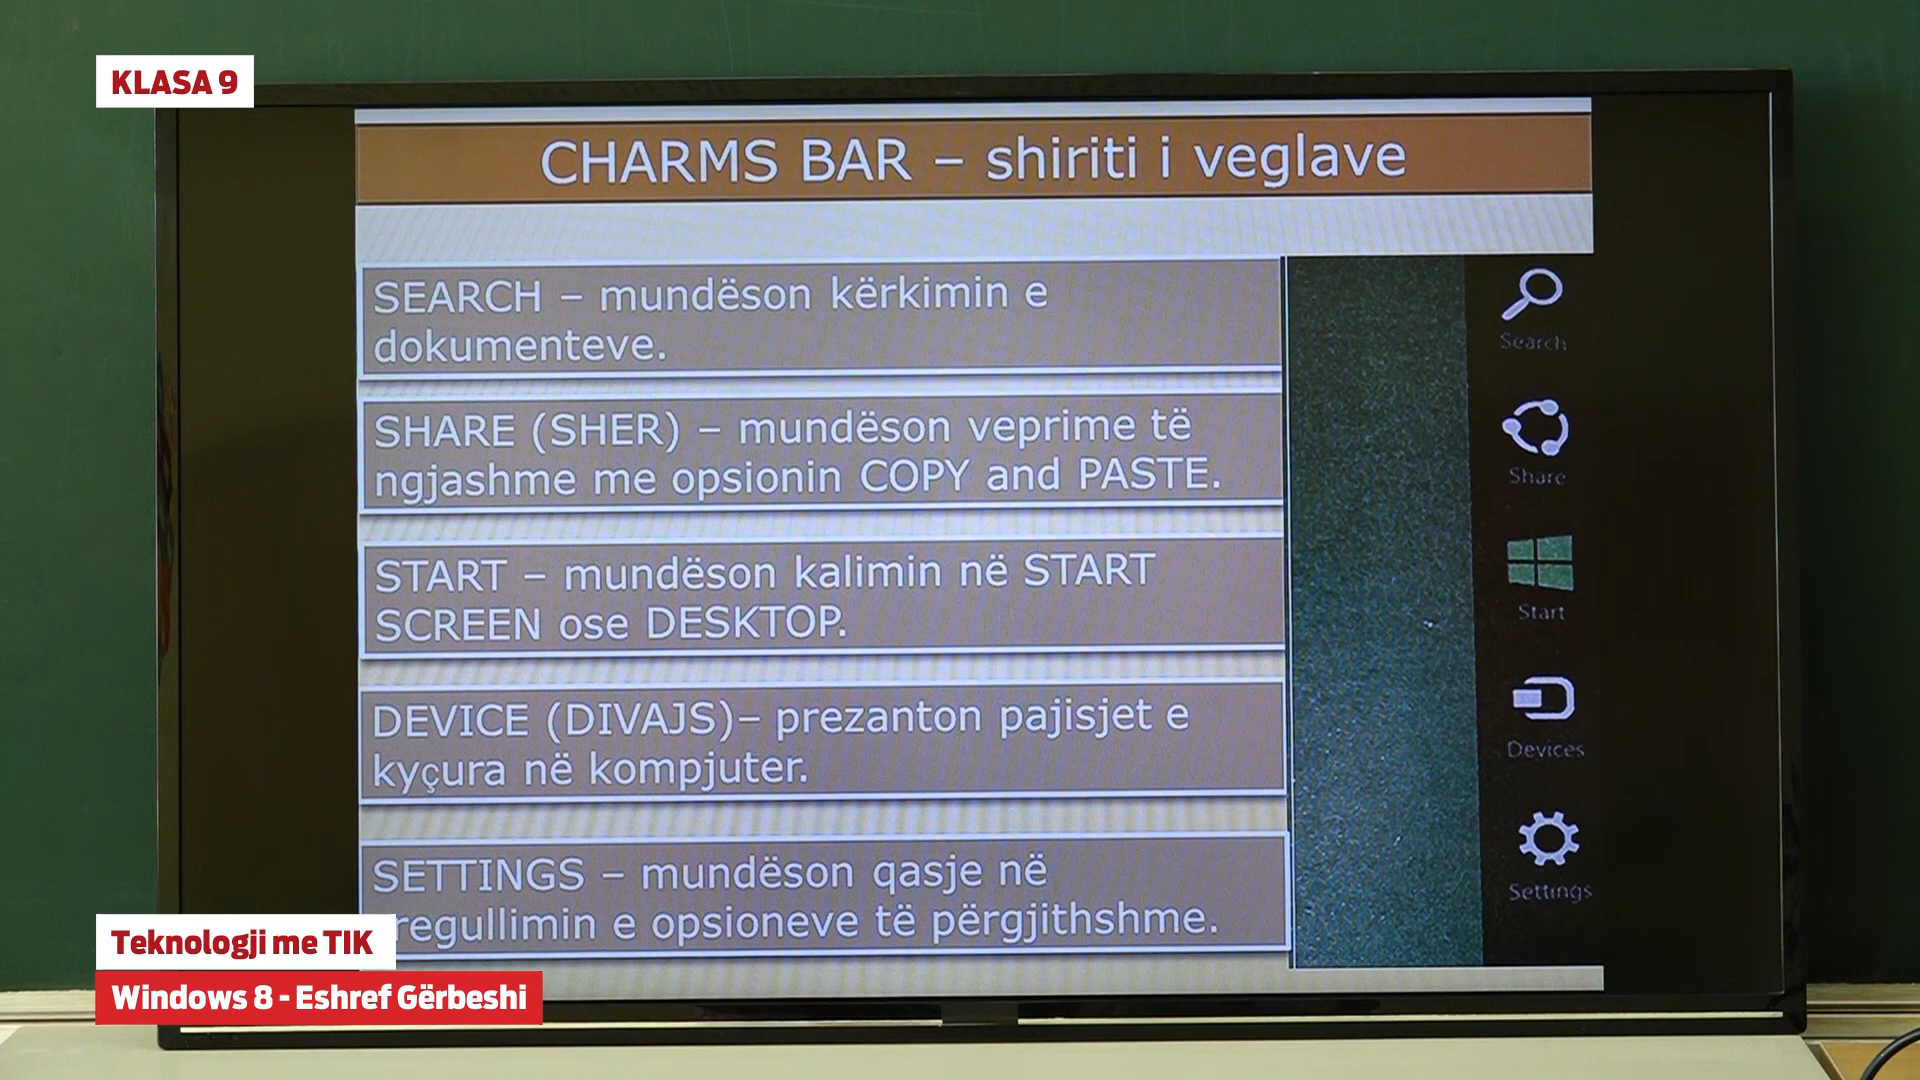 KLASA 9
CHARMS BAR – shiriti i veglave
SEARCH – mundëson kërkimin e
dokumenteve.
SHARE (SHER) – mundëson veprime të
ngjashme me opsionin COPY and PASTE.
START – mundëson kalimin në START
SCREEN ose DESKTOP.
DEVICE (DIVAJS)– prezanton pajisjet e
kyçura në kompjuter.
SETTINGS – mundëson qasje në
rregullimin e opsioneve të përgjithshme.
Search
Share
Start
Devices
Settings
Teknologji me TIK
Windows 8 - Eshref Gërbeshi